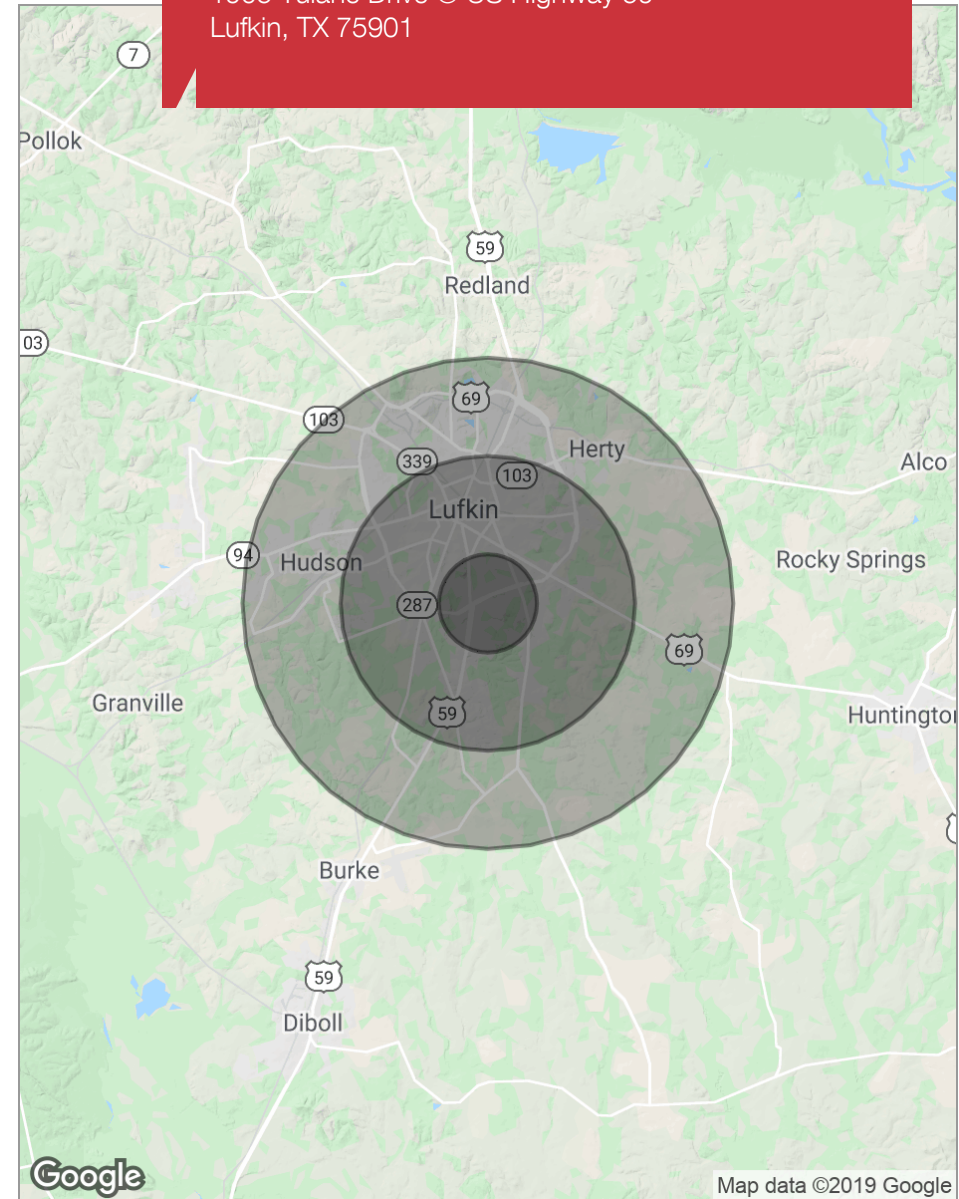 Lufkin, TX 75901
7
Pollok
59
Redland
03
69
103
339
103
Herty
Alco
Lufkin
94
Hudson
Rocky Springs
287
69
Granville
59
Huntingto
Burke
59
Diboll
Google
Map data ©2019 Google